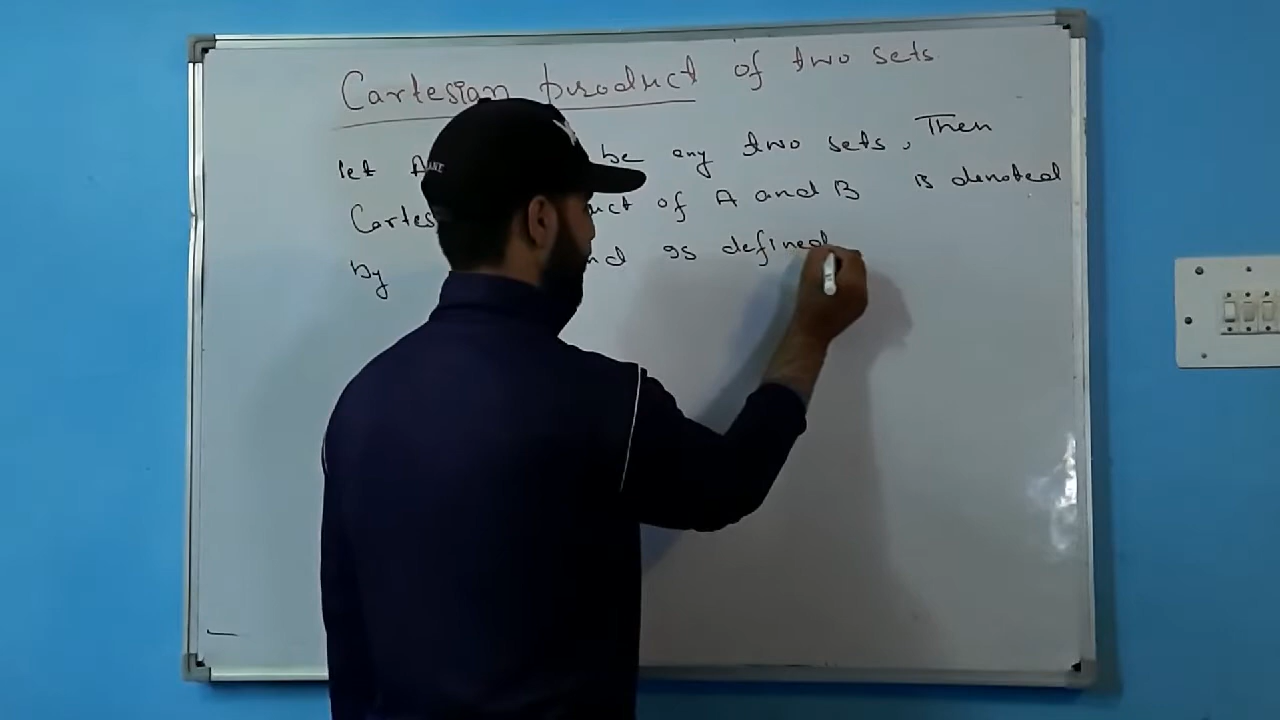 Cartesian product of two sets
let A be any two sets, Then
Cartes uct of A and B is denoted
by nd is defined